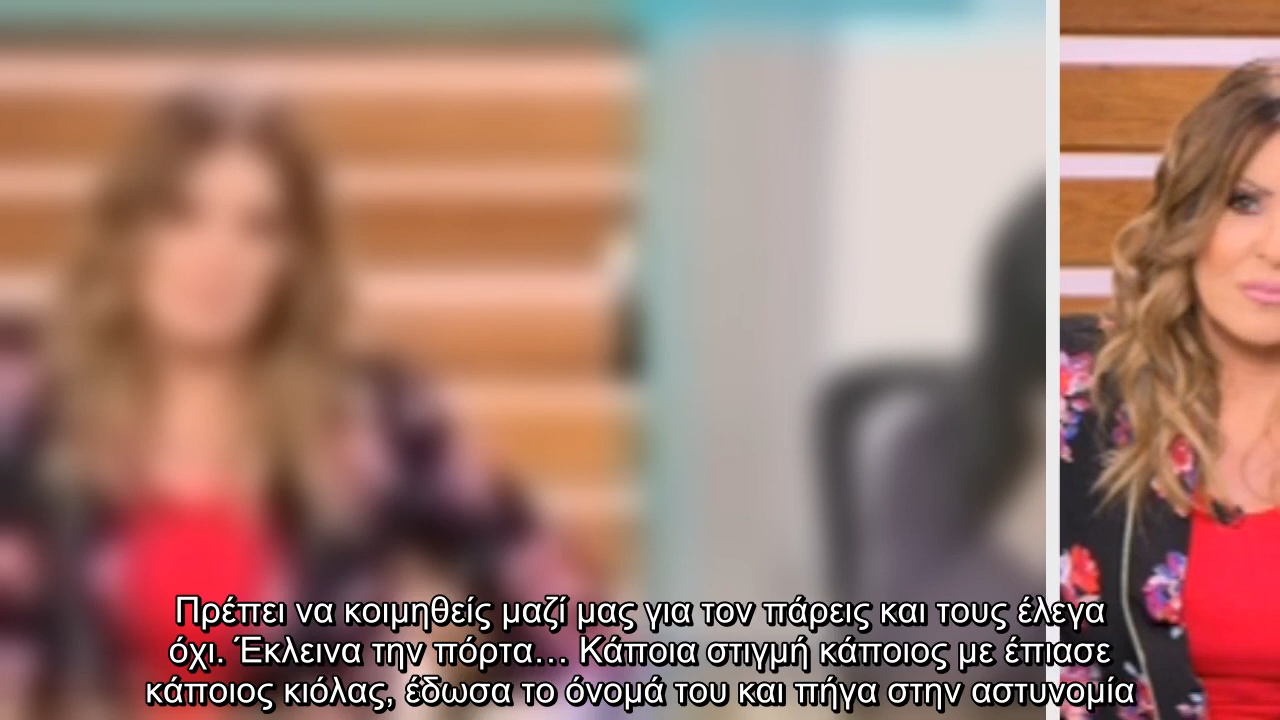 Πρέπει να κοιμηθείς μαζί μας για τον πάρεις και τους έλεγα
όχι. Έκλεινα την πόρτα… Κάποια στιγμή κάποιος με έπιασε
κάποιος κιόλας, έδωσα το όνομά του και πήγα στην αστυνομία